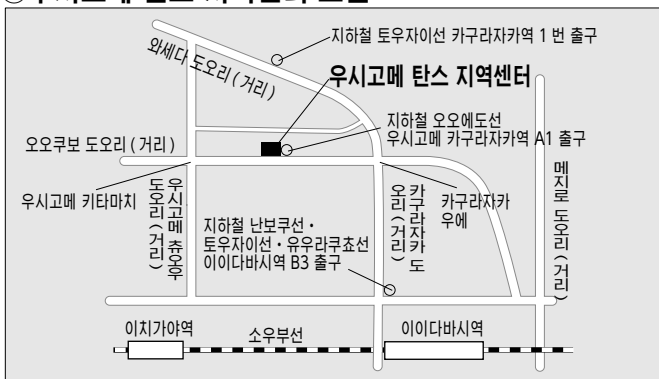 지하철 토우자이선 카구라자카역 1 번 출구
와세다 도오리 ( 거리 )
우시고메 탄스 지역센터
지하철 오오에도선
우시고메 카구라자카역 A1 출구
오오쿠보 도오리 ( 거리 )
우시고메 키타마치
우시고메 츄오우
도오리 ( 거리 )
지하철 난보쿠선・
토우자이선・유우라쿠쵸선
이이다바시역 B3 출구
카구라자카 도
오리 ( 거리 )
카구라자카
우에
메지로 도오리 ( 거리 )
이치가야역
소우부선
이이다바시역